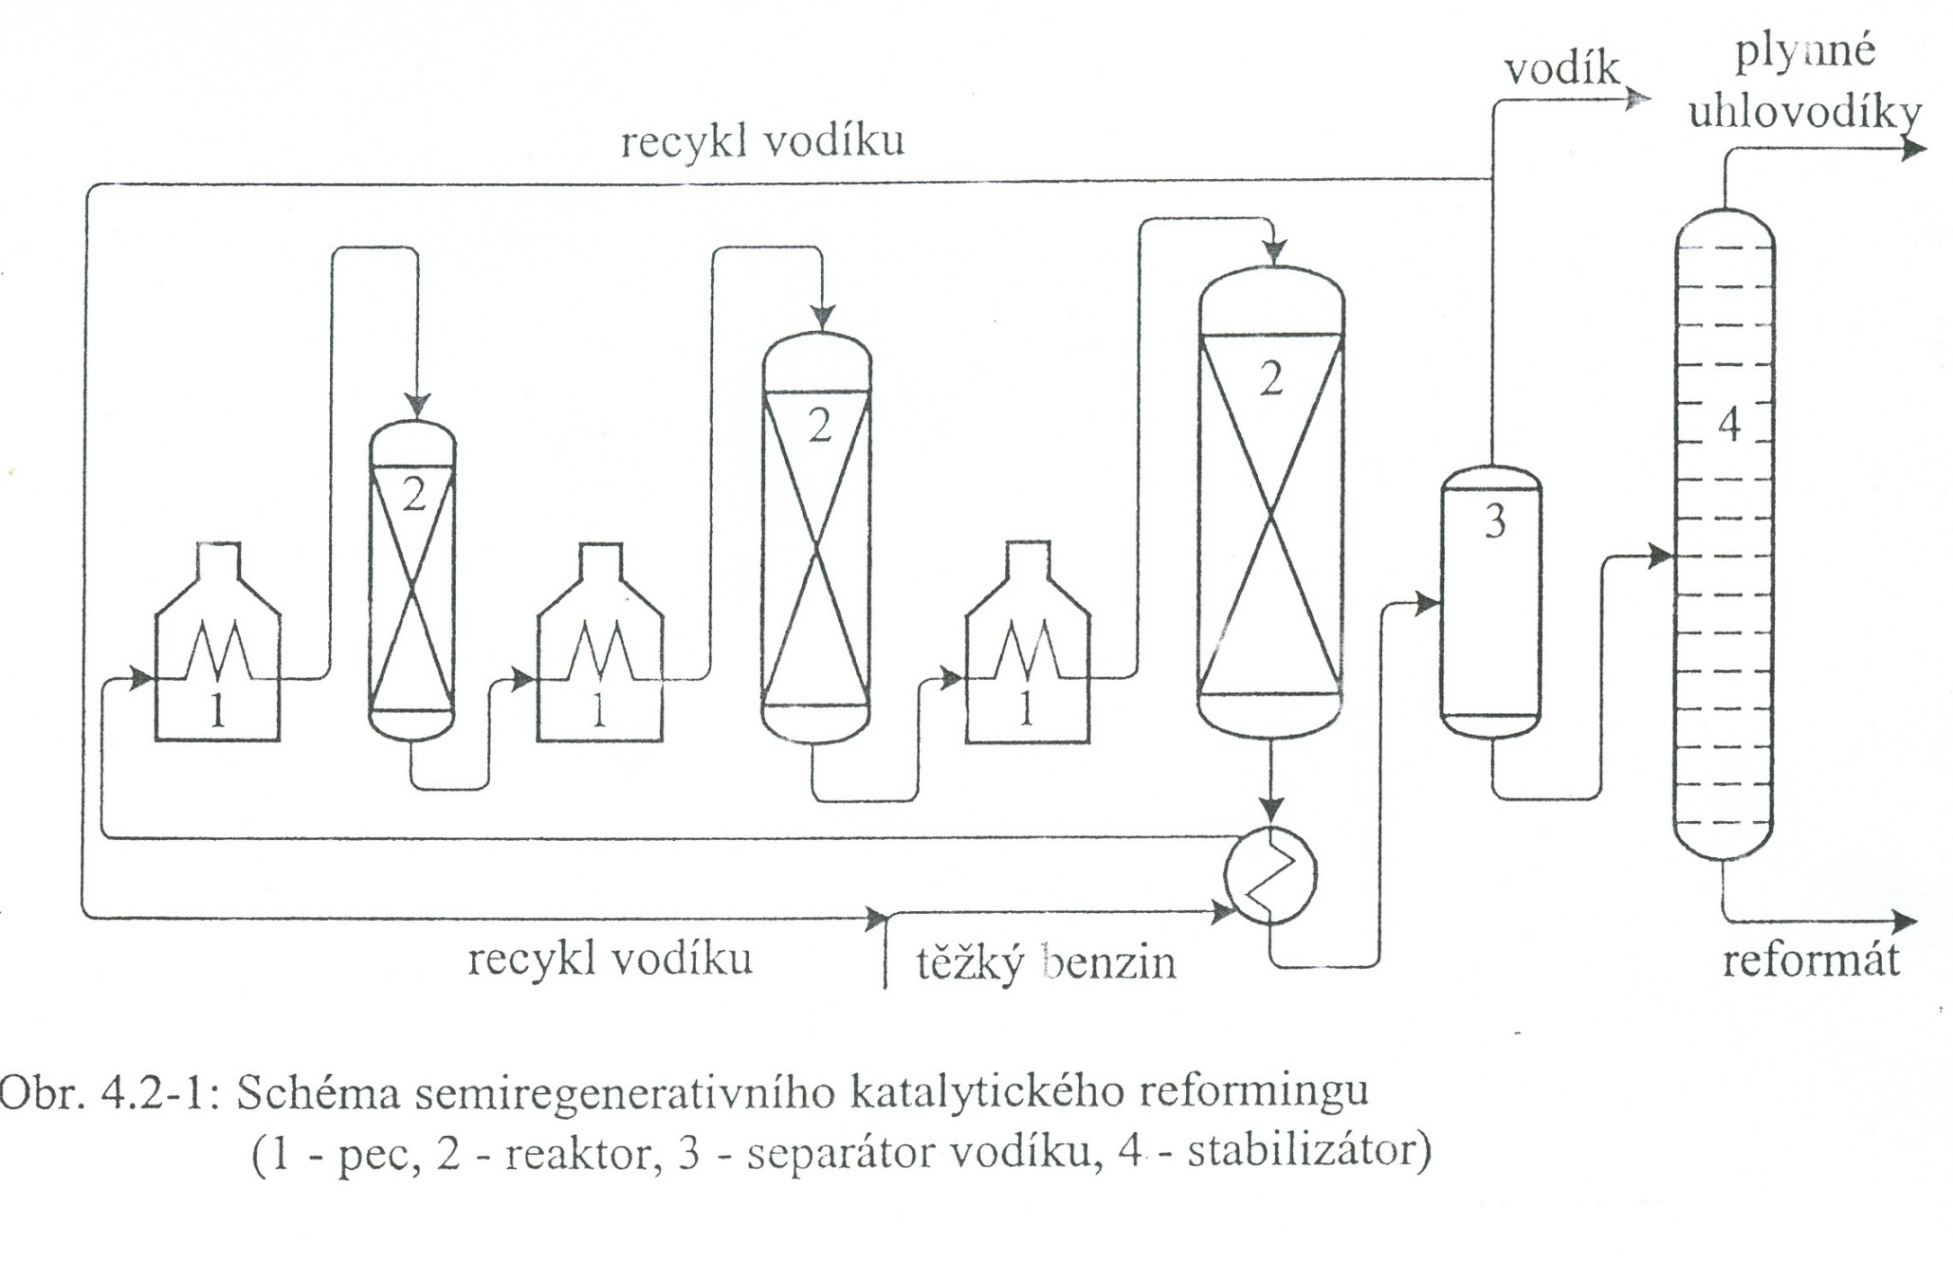 vodík
plynné
uhlovodíky
recykl vodíku
2
2
2
4
3
1
1
1
recykl vodíku
těžký benzin
reformát
Obr. 4.2-1: Schéma semiregenerativního katalytického reformingu
(1 - pec, 2 - reaktor, 3 - separátor vodíku, 4 - stabilizátor)